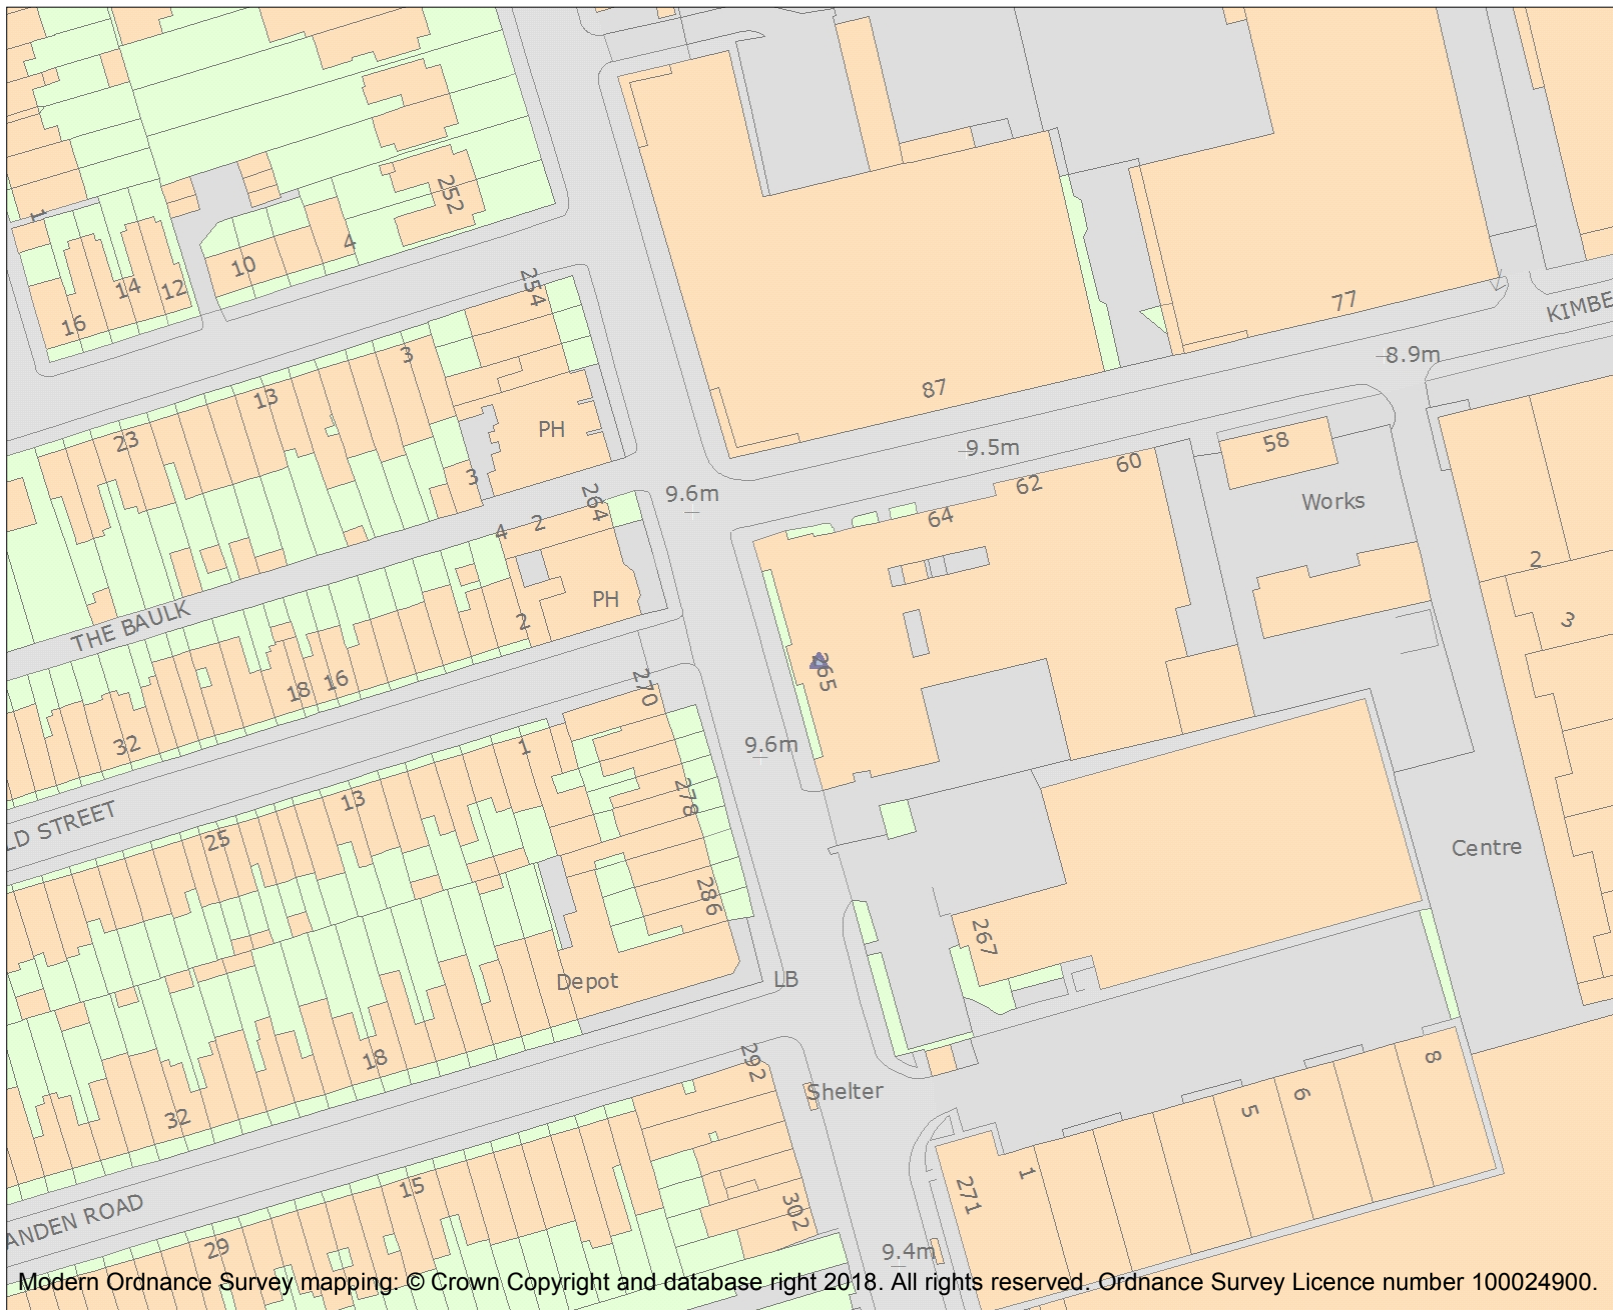 252
1
4
10
14
12
16
254
77
KIMBE
3
8.9m
13
87
PH
23
9.5m
58
60
3
62
264
9.6m
Works
64
2
4
2
PH
THE BAULK
2
3
265
16
18
270
32
1
9.6m
278
13
LD STREET
25
Centre
286
267
Depot
LB
18
292
8
Shelter
6
5
32
1
15
271
ANDEN ROAD
302
29
9.4m
Modern Ordnance Survey mapping: © Crown Copyright and database right 2018. All rights reserved. Ordnance Survey Licence number 100024900.